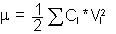 μ = 1/2 ∑Cᵢ*Vᵢ²